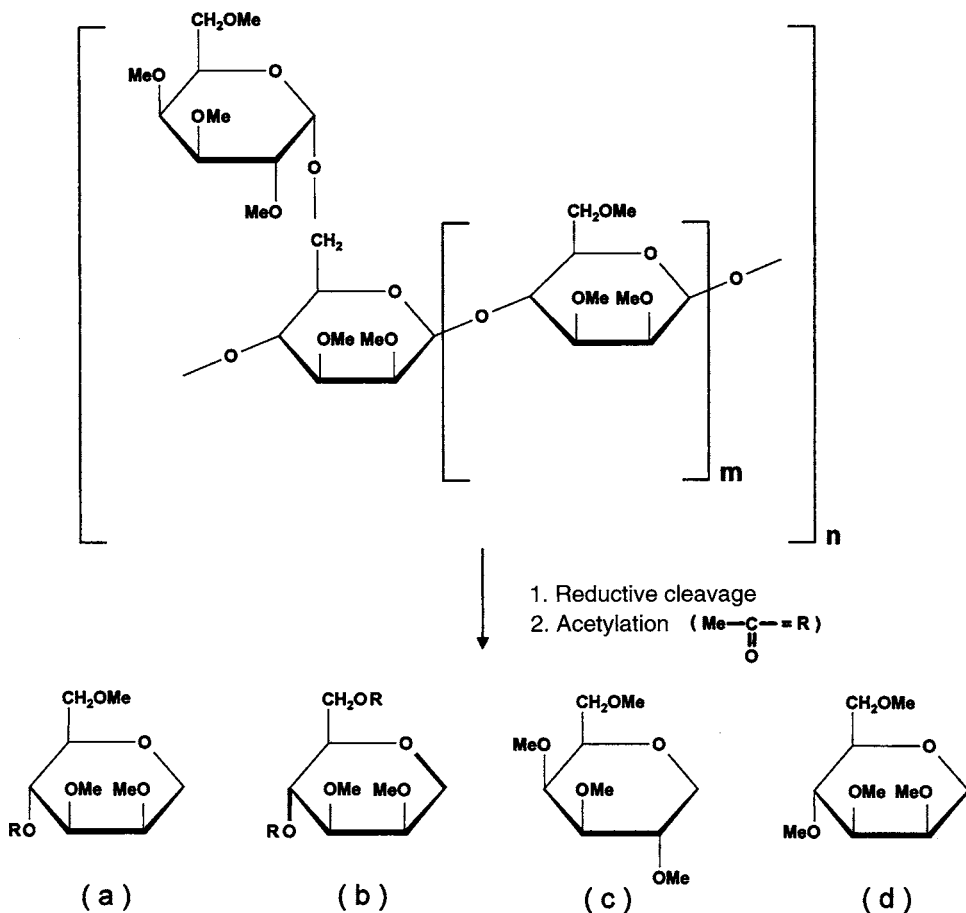 CH₂OMe
O
MeO
OMe
O
MeO
CH₂
CH₂OMe
O
O
O
OMe MeO
O
OMe MeO
O
m
n
1. Reductive cleavage
2. Acetylation (Me–C–=R)
O
CH₂OMe
O
OMe MeO
RO
CH₂OR
O
OMe MeO
RO
CH₂OMe
MeO
O
OMe
OMe
CH₂OMe
O
OMe MeO
MeO
(a) (b) (c) (d)